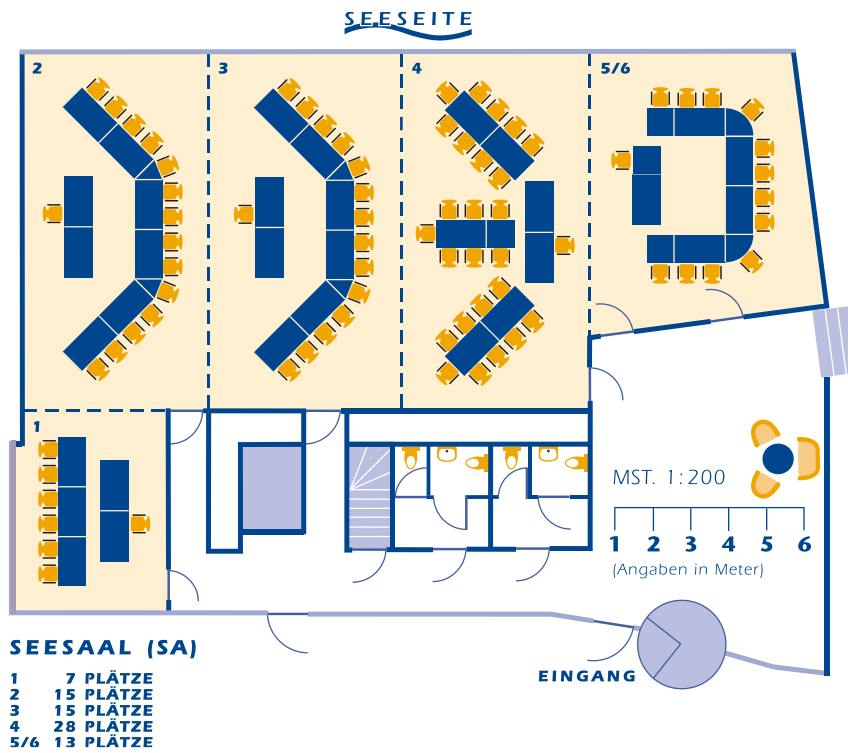 SEESEITE
2
3
4
5/6
1
MST. 1:200
1 2 3 4 5 6
(Angaben in Meter)
EINGANG
SEESAAL (SA)
1 7 PLÄTZE
2 15 PLÄTZE
3 15 PLÄTZE
4 28 PLÄTZE
5/6 13 PLÄTZE